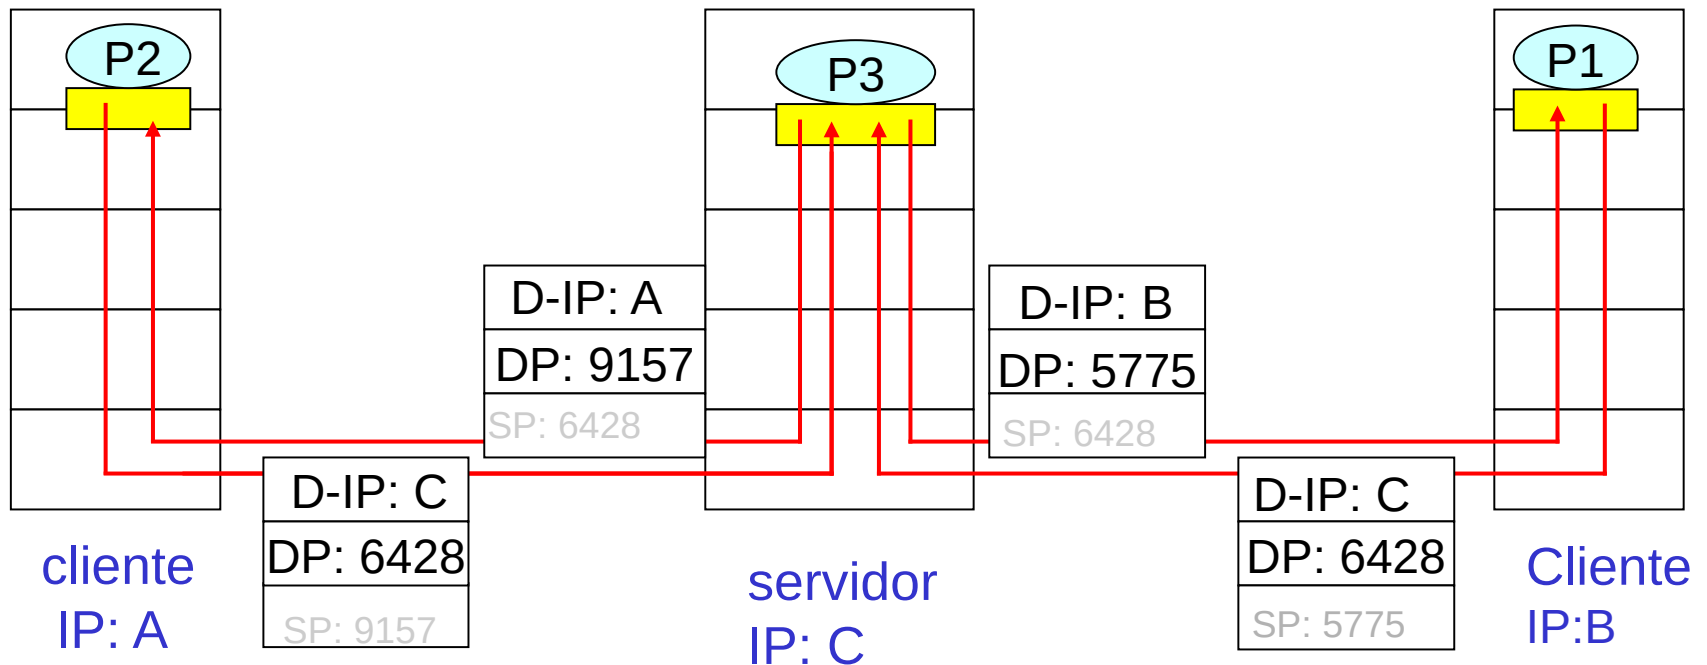 P2
P3
P1
D-IP: A
DP: 9157
SP: 6428
D-IP: B
DP: 5775
SP: 6428
D-IP: C
DP: 6428
SP: 9157
D-IP: C
DP: 6428
SP: 5775
cliente
IP: A
servidor
IP: C
Cliente
IP:B